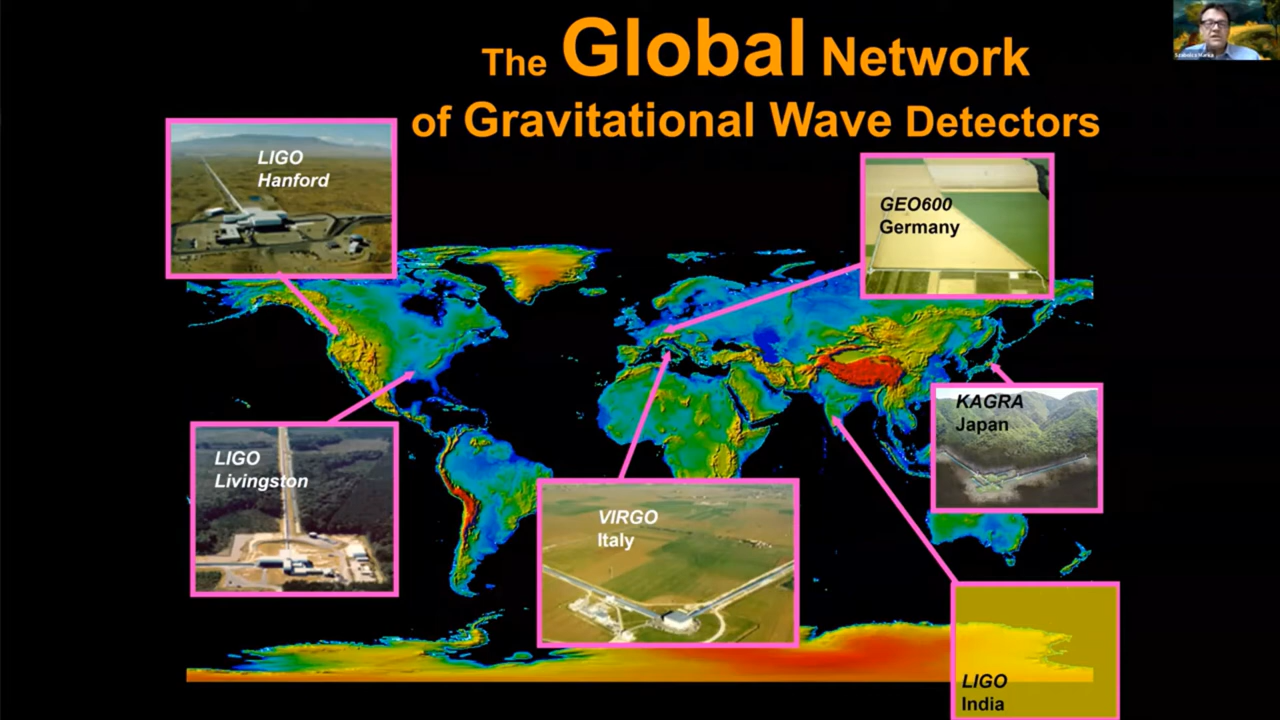 The Global Network
of Gravitational Wave Detectors
LIGO
Hanford
GEO600
Germany
KAGRA
Japan
LIGO
Livingston
VIRGO
Italy
LIGO
India